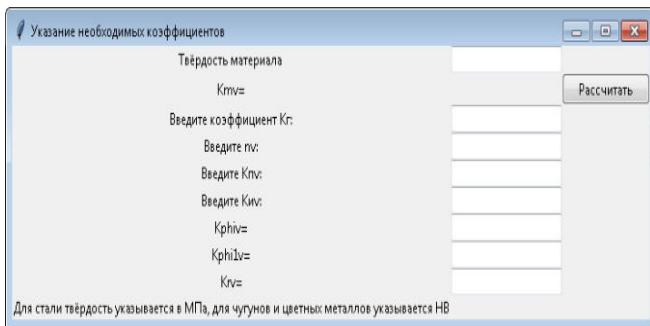 Указание необходимых коэффициентов
Твёрдость материала
Kmv=
Рассчитать
Введите коэффициент Кг:
Введите nv:
Введите Кпv:
Введите Киv:
Kphiv=
Kphi1v=
Krv=
Для стали твёрдость указывается в МПа, для чугунов и цветных металлов указывается НВ